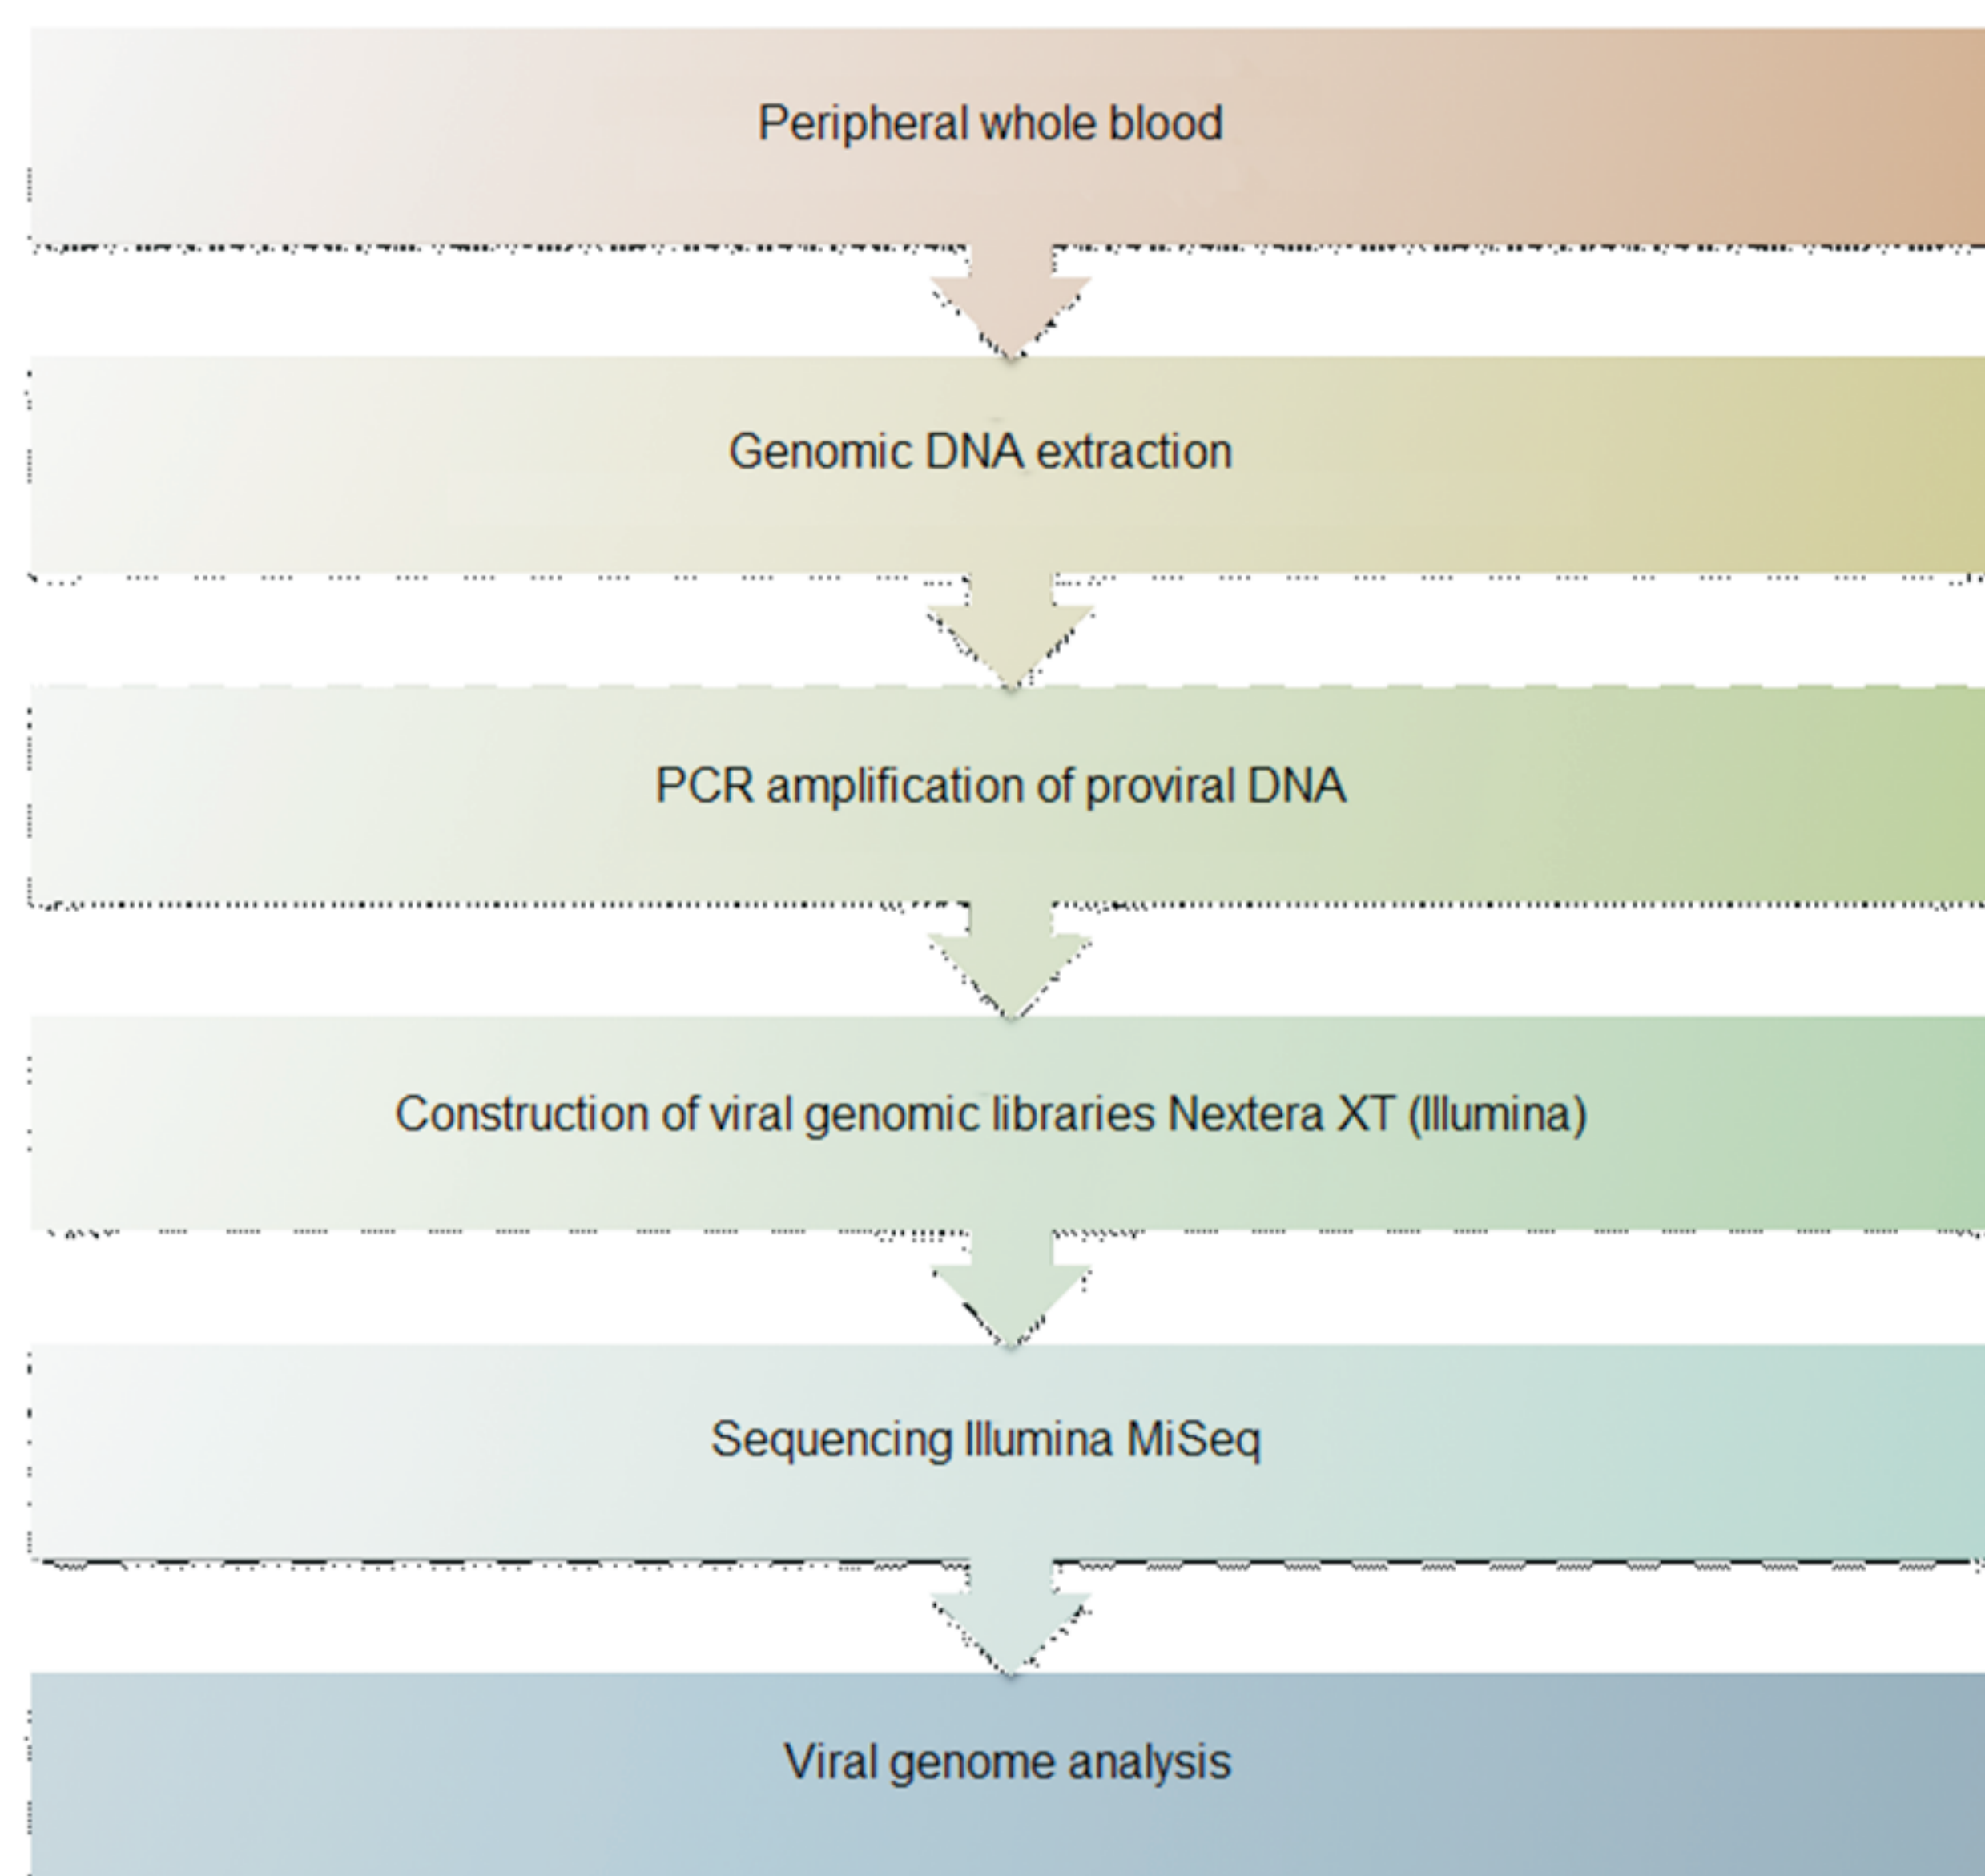 Peripheral whole blood
Genomic DNA extraction
PCR amplification of proviral DNA
Construction of viral genomic libraries Nextera XT (Illumina)
Sequencing Illumina MiSeq
Viral genome analysis